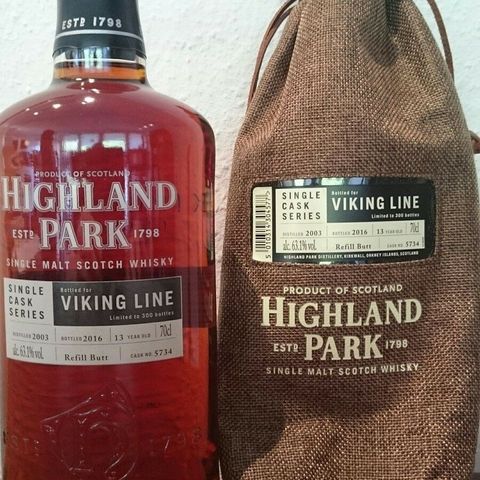 ESTD 1798
PRODUCT OF SCOTLAND
HIGHLAND
ESTD PARK 1798
SINGLE MALT SCOTCH WHISKY
SINGLE CASK SERIES
Bottled for
VIKING LINE
Limited to 300 bottles
DISTILLED 2003 BOTTLED 2016 13 YEAR OLD 70cl
alc. 63.1% vol. Refill Butt CASK NO. 5734
1798
SINGLE CASK SERIES
Bottled for
VIKING LINE
Limited to 300 bottles
DISTILLED 2003 BOTTLED 2016 13 YEAR OLD 70cl
alc. 63.1% vol. Refill Butt CASK NO. 5734
HIGHLAND PARK DISTILLERY, KIRKWALL, ORKNEY ISLANDS, SCOTLAND
PRODUCT OF SCOTLAND
HIGHLAND
ESTD PARK 1798
SINGLE MALT SCOTCH WHISKY